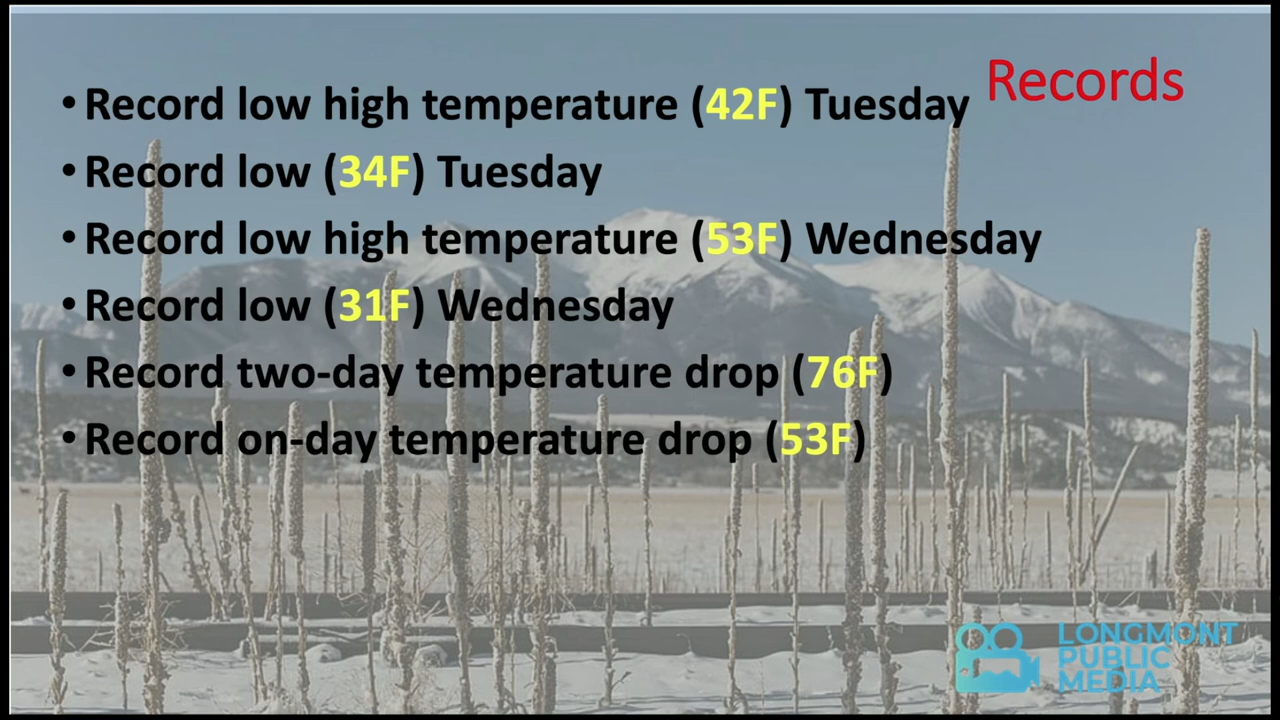 Records
• Record low high temperature (42F) Tuesday
• Record low (34F) Tuesday
• Record low high temperature (53F) Wednesday
• Record low (31F) Wednesday
• Record two-day temperature drop (76F)
• Record on-day temperature drop (53F)
LONGMONT
PUBLIC
MEDIA